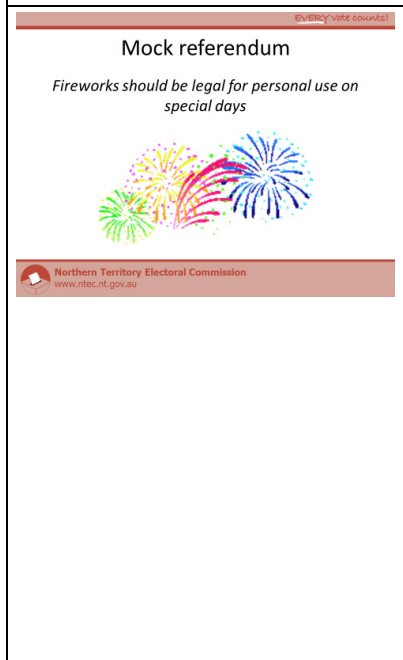 EVERY vote counts!
Mock referendum
Fireworks should be legal for personal use on
special days
Northern Territory Electoral Commission
www.ntec.nt.gov.au